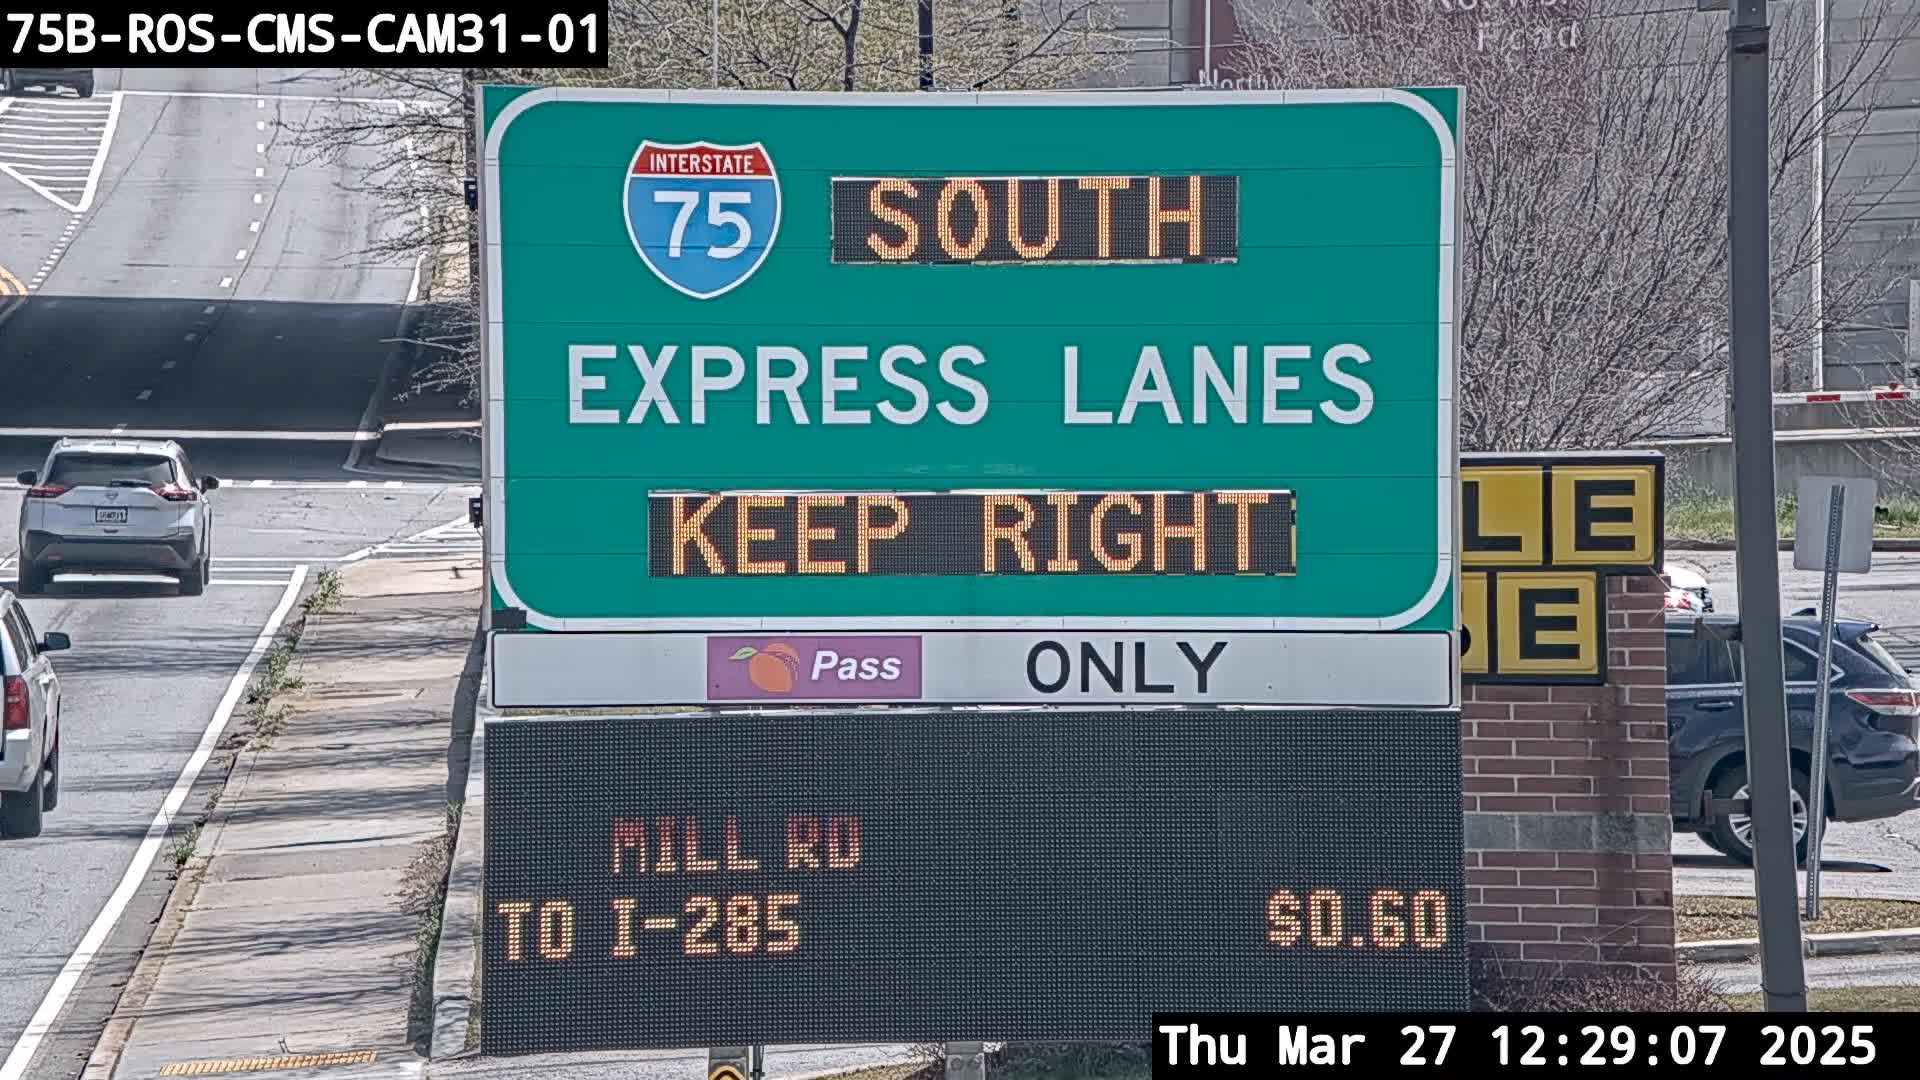 75B-ROS-CMS-CAM31-01
INTERSTATE
75
SOUTH
EXPRESS LANES
KEEP RIGHT
Pass
ONLY
MILL RD
TO I-285 $0.60
LE
E
Thu Mar 27 12:29:07 2025